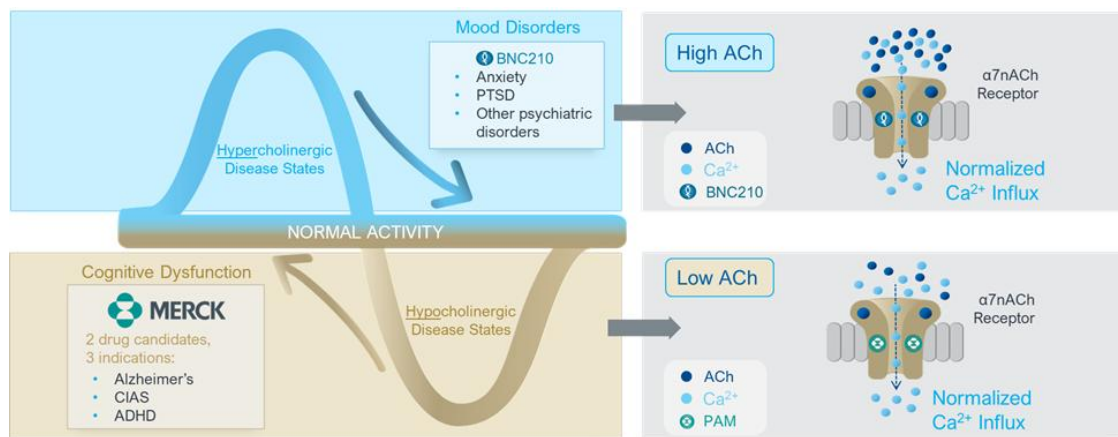 Mood Disorders
BNC210
• Anxiety
• PTSD
• Other psychiatric
disorders
Hypercholinergic
Disease States
NORMAL ACTIVITY
Cognitive Dysfunction
MERCK
2 drug candidates,
3 indications:
• Alzheimer's
• CIAS
• ADHD
Hypocholinergic
Disease States
High ACh
α7nACh
Receptor
ACh
Ca²⁺
BNC210
Normalized
Ca²⁺ Influx
Low ACh
α7nACh
Receptor
ACh
Ca²⁺
PAM
Normalized
Ca²⁺ Influx